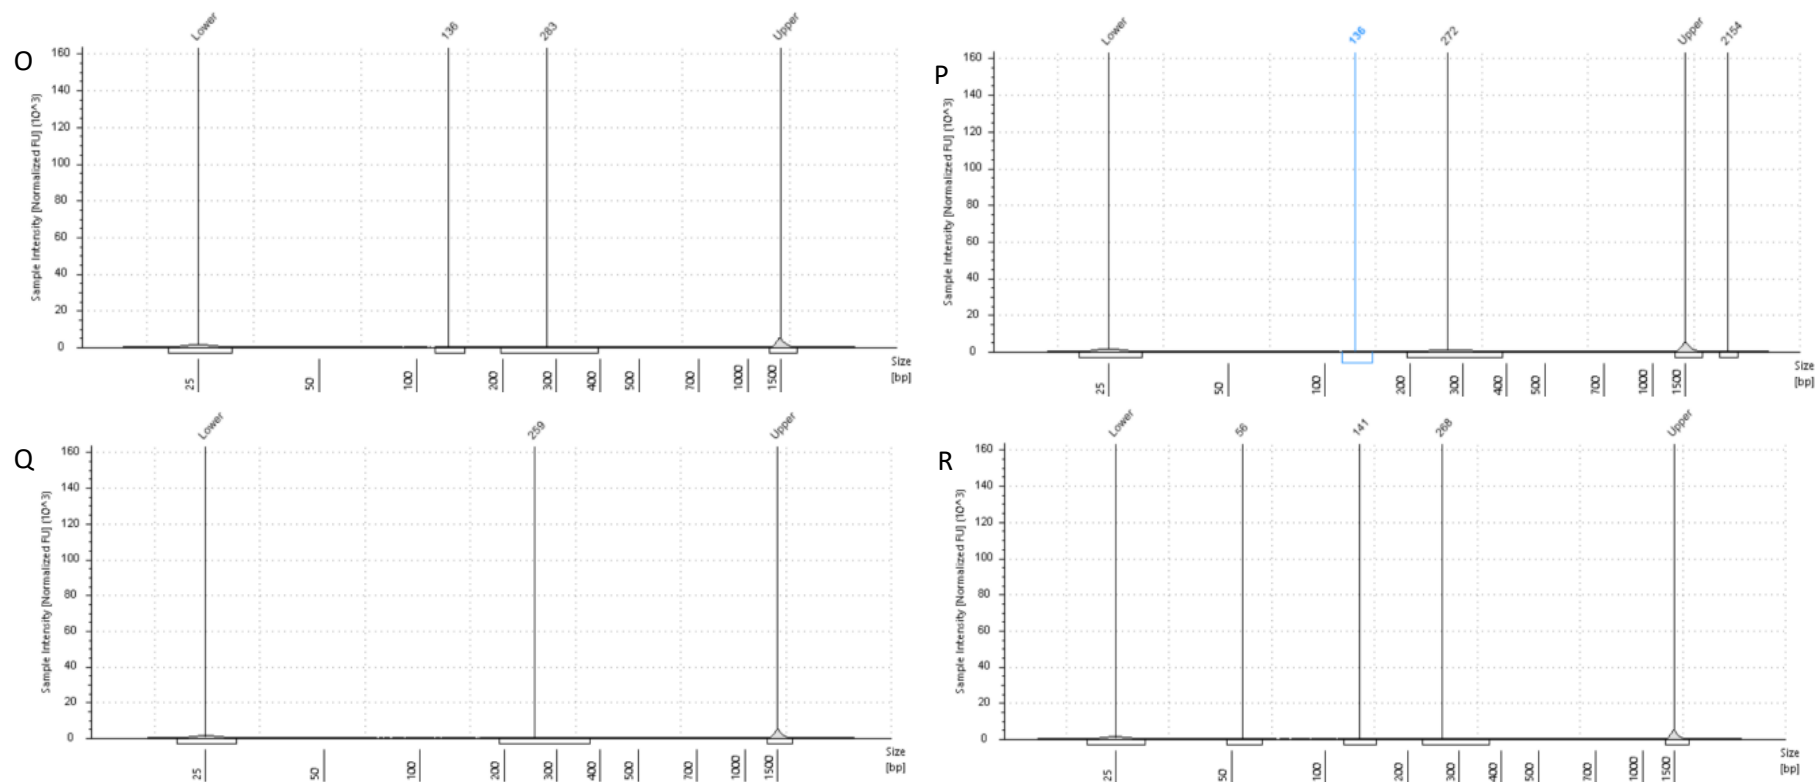 O
Lower 136 283 Upper
Sample Intensity [Normalized FU] (10^3)
160
140
120
100
80
60
40
20
0
25 50 100 200 300 400 500 700 1000 1500
Size
[bp]
P
Lower 136 272 Upper 2154
Sample Intensity [Normalized FU] (10^3)
160
140
120
100
80
60
40
20
0
25 50 100 200 300 400 500 700 1000 1500
Size
[bp]
Q
Lower 259 Upper
Sample Intensity [Normalized FU] (10^3)
160
140
120
100
80
60
40
20
0
25 50 100 200 300 400 500 700 1000 1500
Size
[bp]
R
Lower 56 141 268 Upper
Sample Intensity [Normalized FU] (10^3)
160
140
120
100
80
60
40
20
0
25 50 100 200 300 400 500 700 1000 1500
Size
[bp]